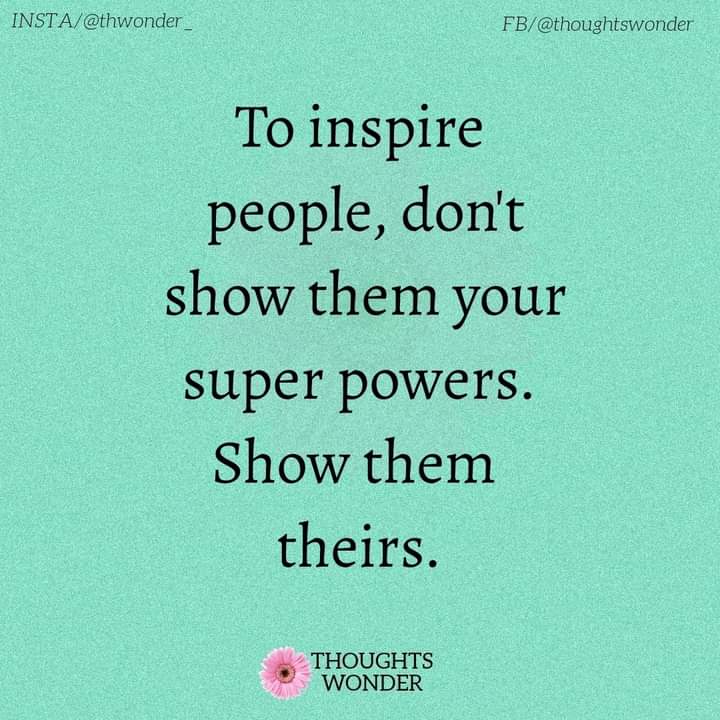 INSTA/@thwonder_
FB/@thoughtswonder
To inspire
people, don't
show them your
super powers.
Show them
theirs.
THOUGHTS
WONDER